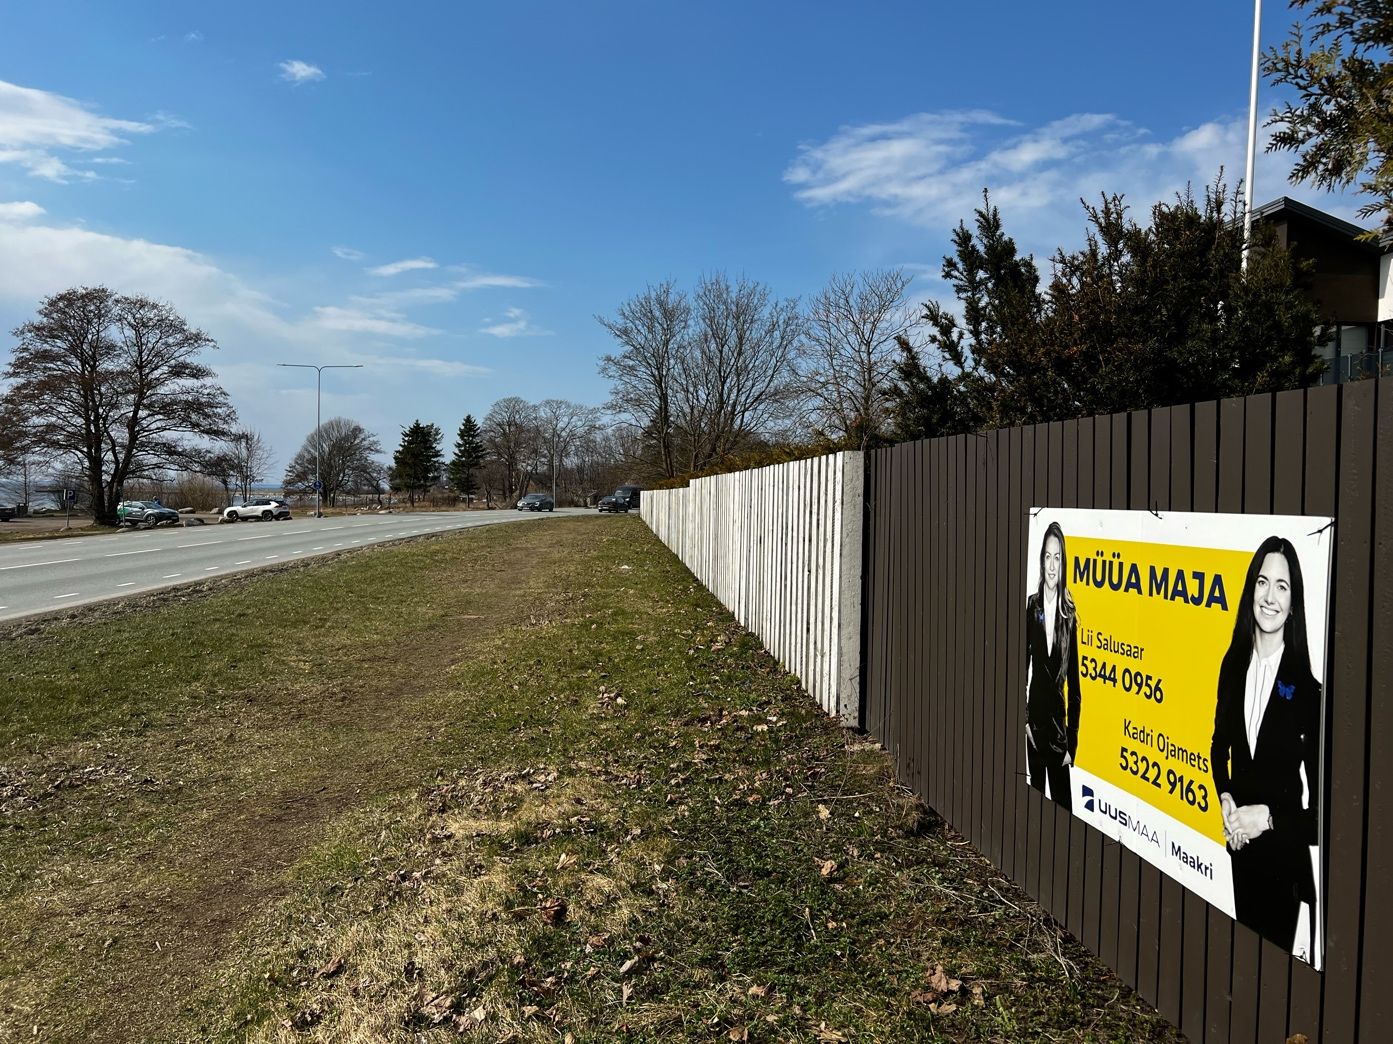 MÜÜA MAJA
Lii Salusaar
5344 0956
Kadri Ojamets
5322 9163
UUSMAA | Maakri